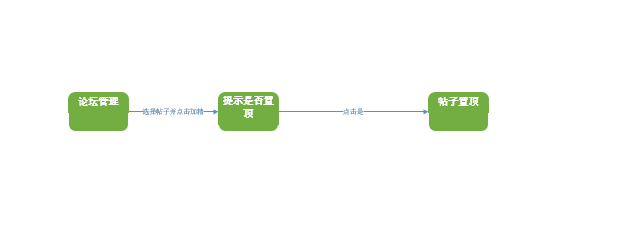 论坛管理
选择帖子并点击加精
提示是否置
顶
点击是
帖子置顶